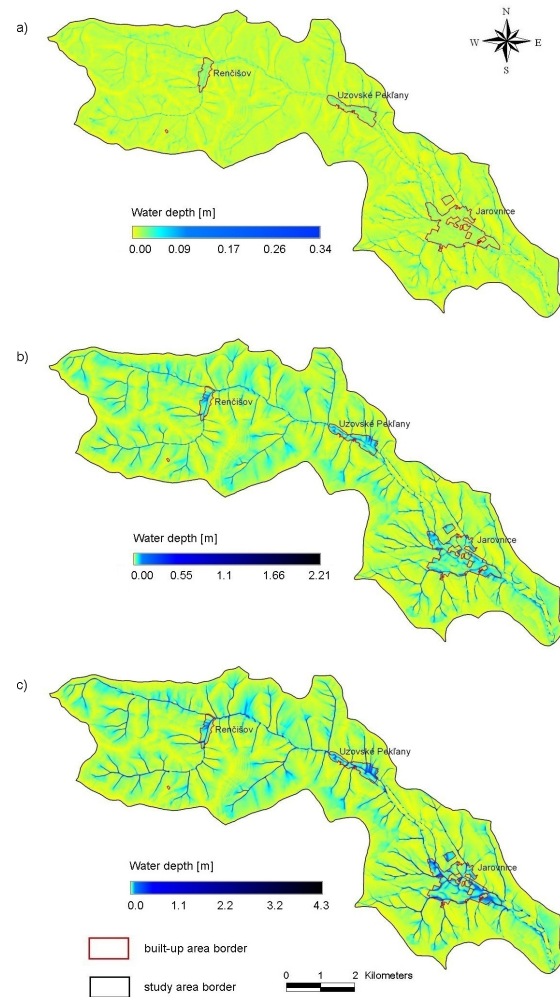 a)
N
W E
S
Renčišov
Uzovské Pekľany
Jarovnice
Water depth [m]
0.00 0.09 0.17 0.26 0.34
b)
Renčišov
Uzovské Pekľany
Jarovnice
Water depth [m]
0.00 0.55 1.1 1.66 2.21
c)
Renčišov
Uzovské Pekľany
Jarovnice
Water depth [m]
0.0 1.1 2.2 3.2 4.3
built-up area border
study area border
0 1 2 Kilometers